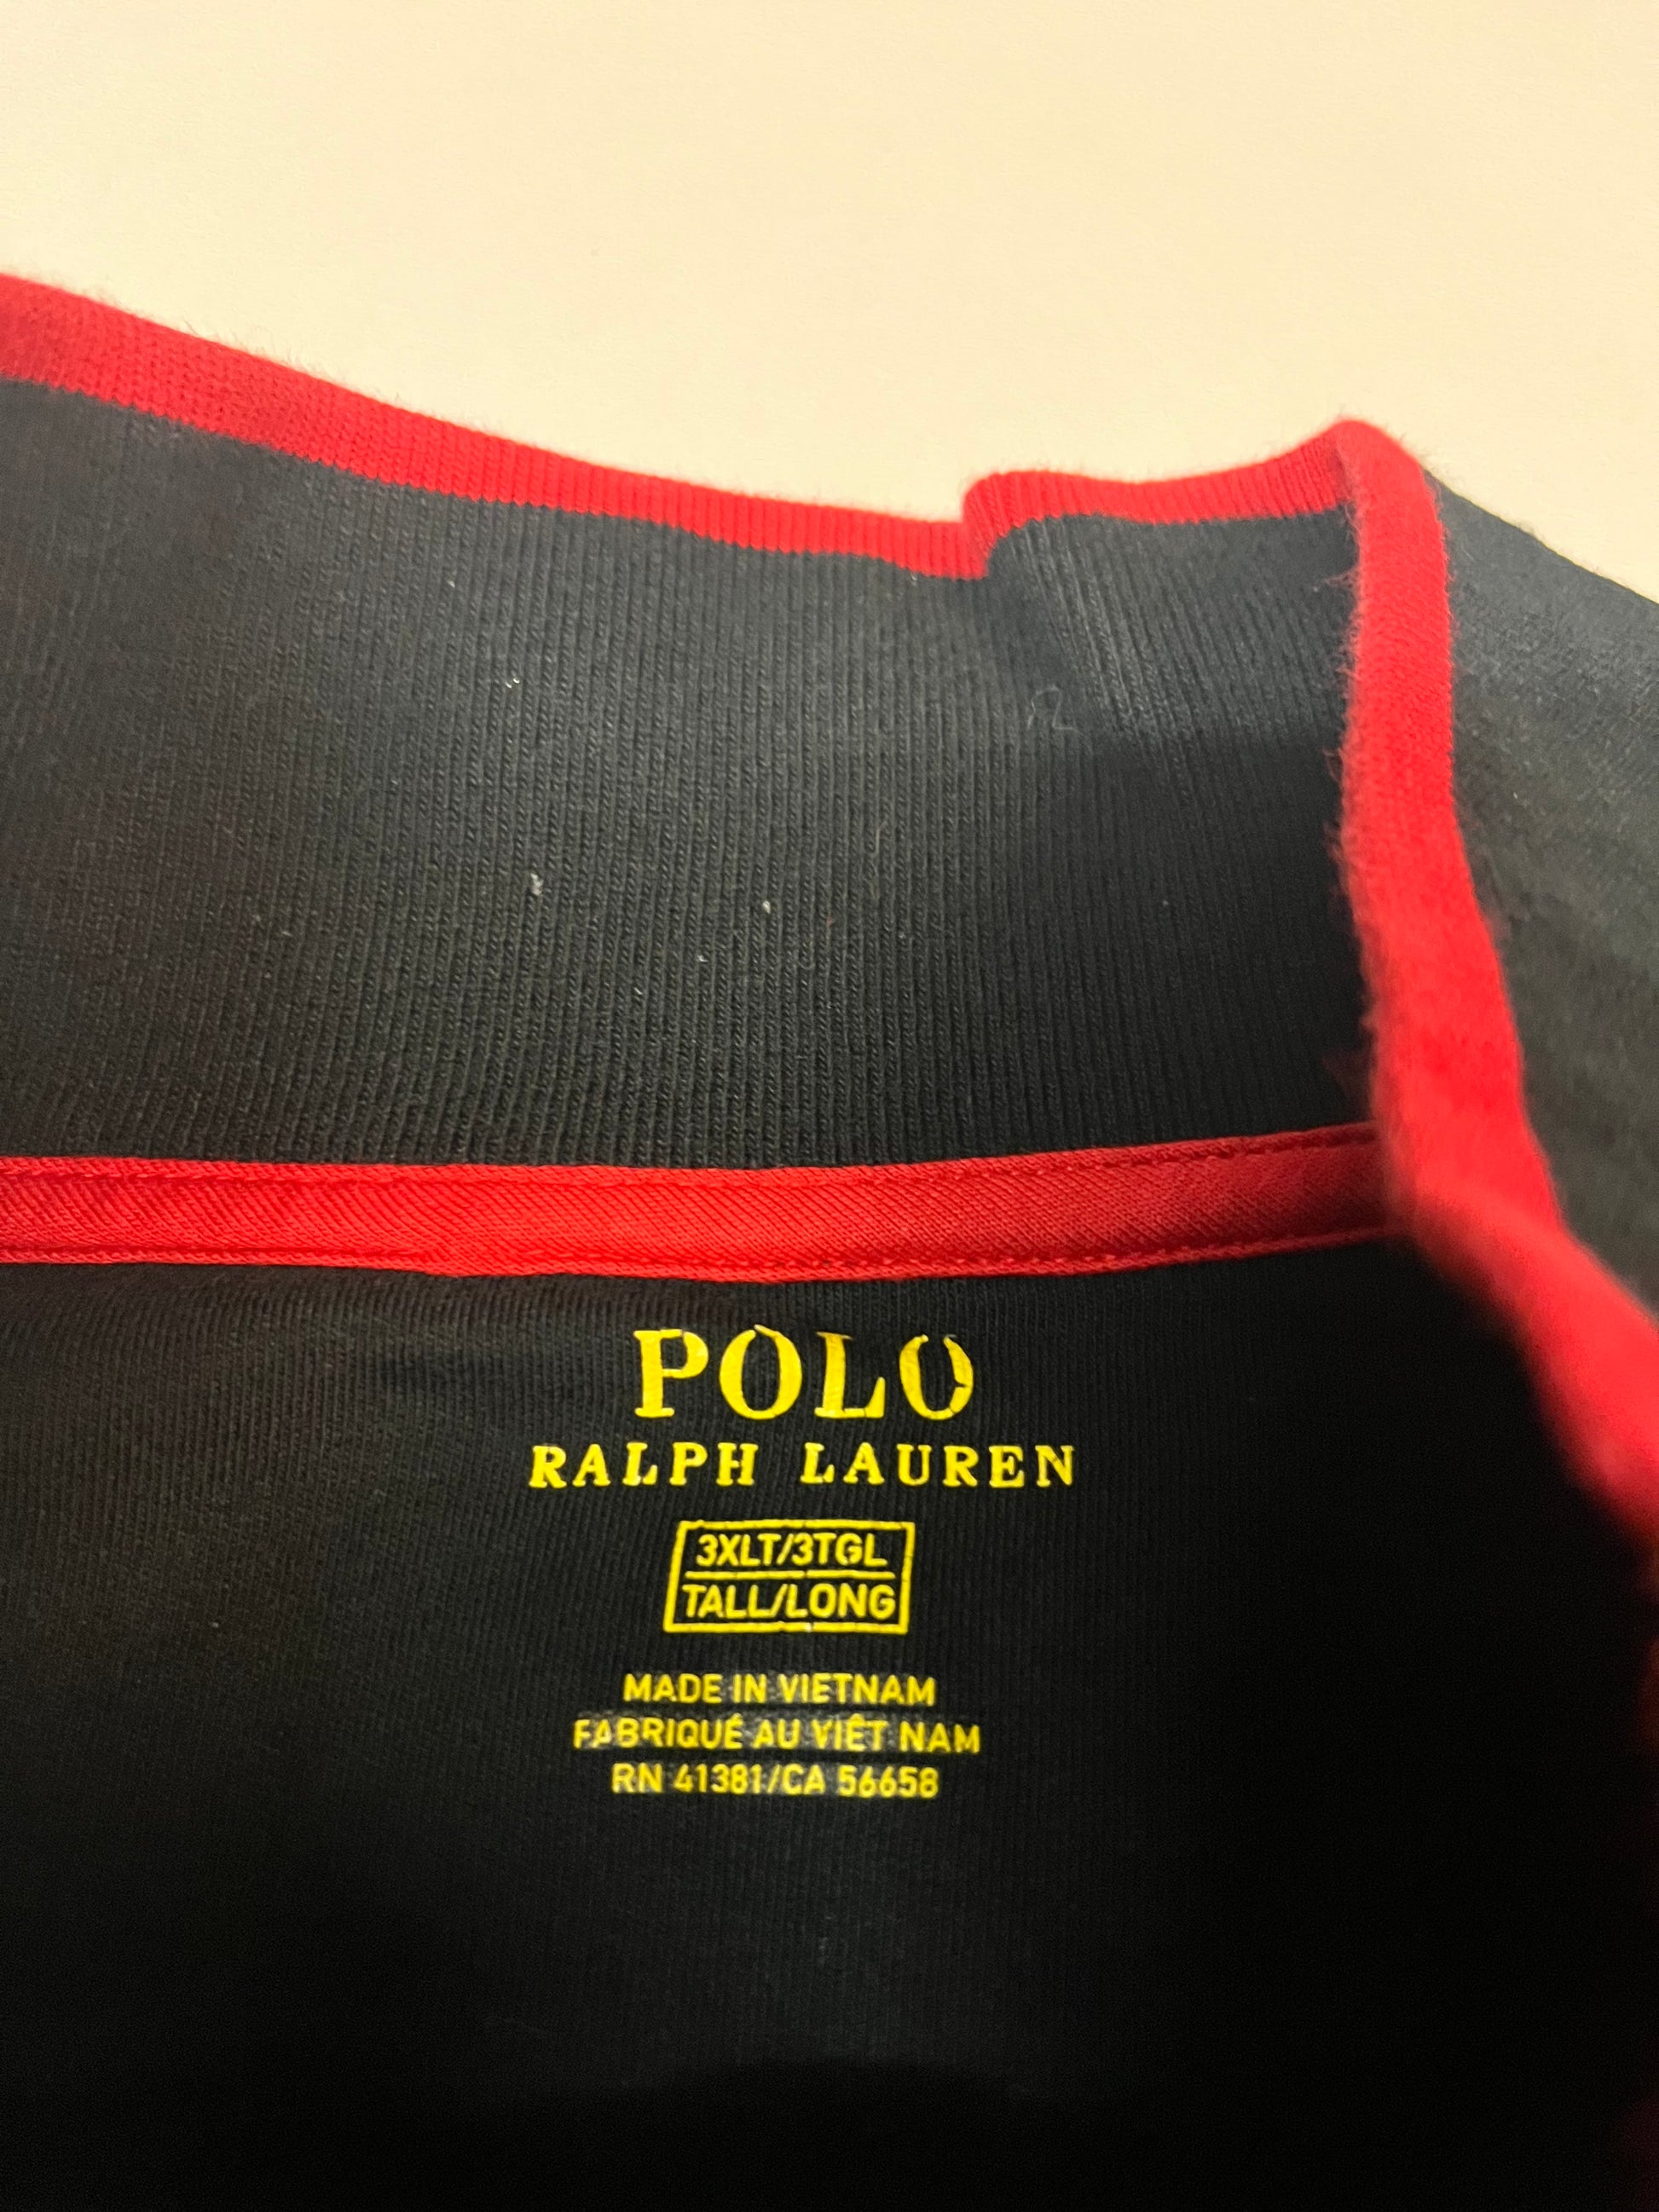 POLO
RALPH LAUREN
3XLT/3TGL
TALL/LONG
MADE IN VIETNAM
FABRIQUÉ AU VIÊT NAM
RN 41381/CA 56658